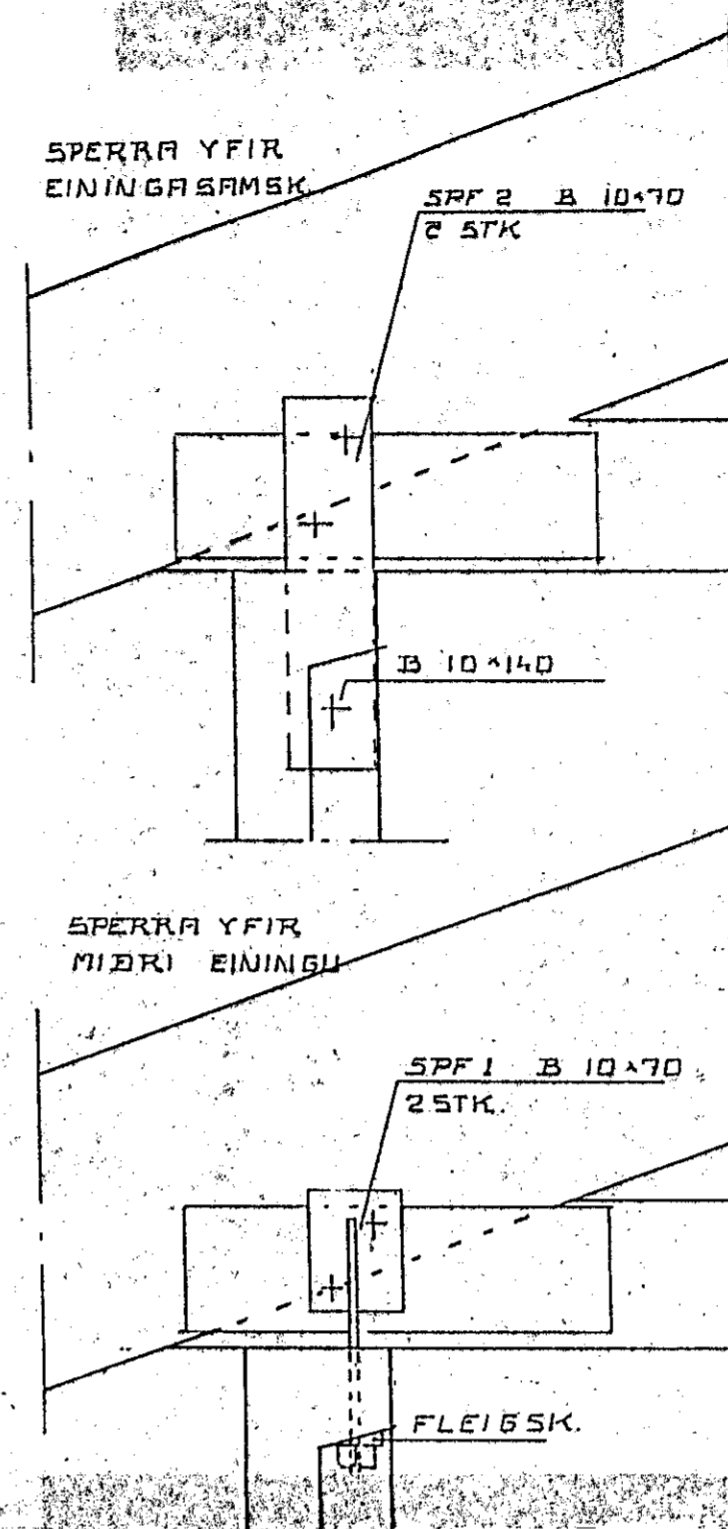 SPERRA YFIR
EININGASAMSK.
SPF 2 B 10×70
2 STK
B 10×140
SPERRA YFIR
MIÐRI EININGU
SPF 1 B 10×70
2 STK.
FLEIGSK.